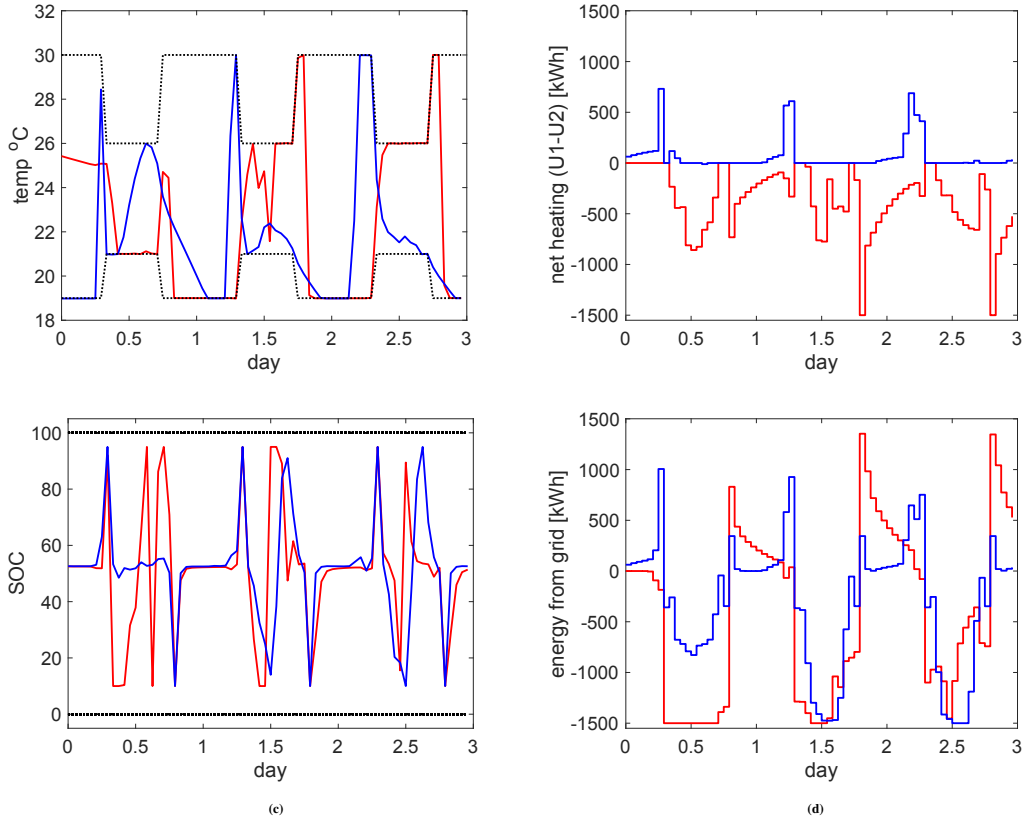 32
30
28
26
24
22
20
18
temp °C
0 0.5 1 1.5 2 2.5 3
day
1500
1000
500
0
-500
-1000
-1500
net heating (U1-U2) [kWh]
0 0.5 1 1.5 2 2.5 3
day
100
80
60
40
20
0
SOC
0 0.5 1 1.5 2 2.5 3
day
(c)
1500
1000
500
0
-500
-1000
-1500
energy from grid [kWh]
0 0.5 1 1.5 2 2.5 3
day
(d)